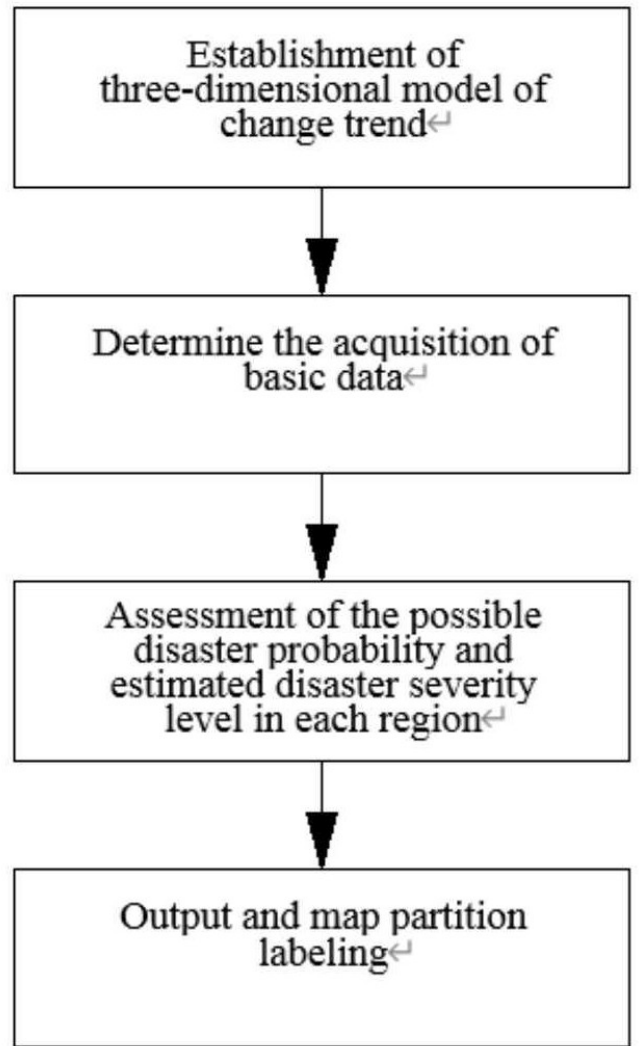 Establishment of
three-dimensional model of
change trend↵
Determine the acquisition of
basic data↵
Assessment of the possible
disaster probability and
estimated disaster severity
level in each region↵
Output and map partition
labeling↵